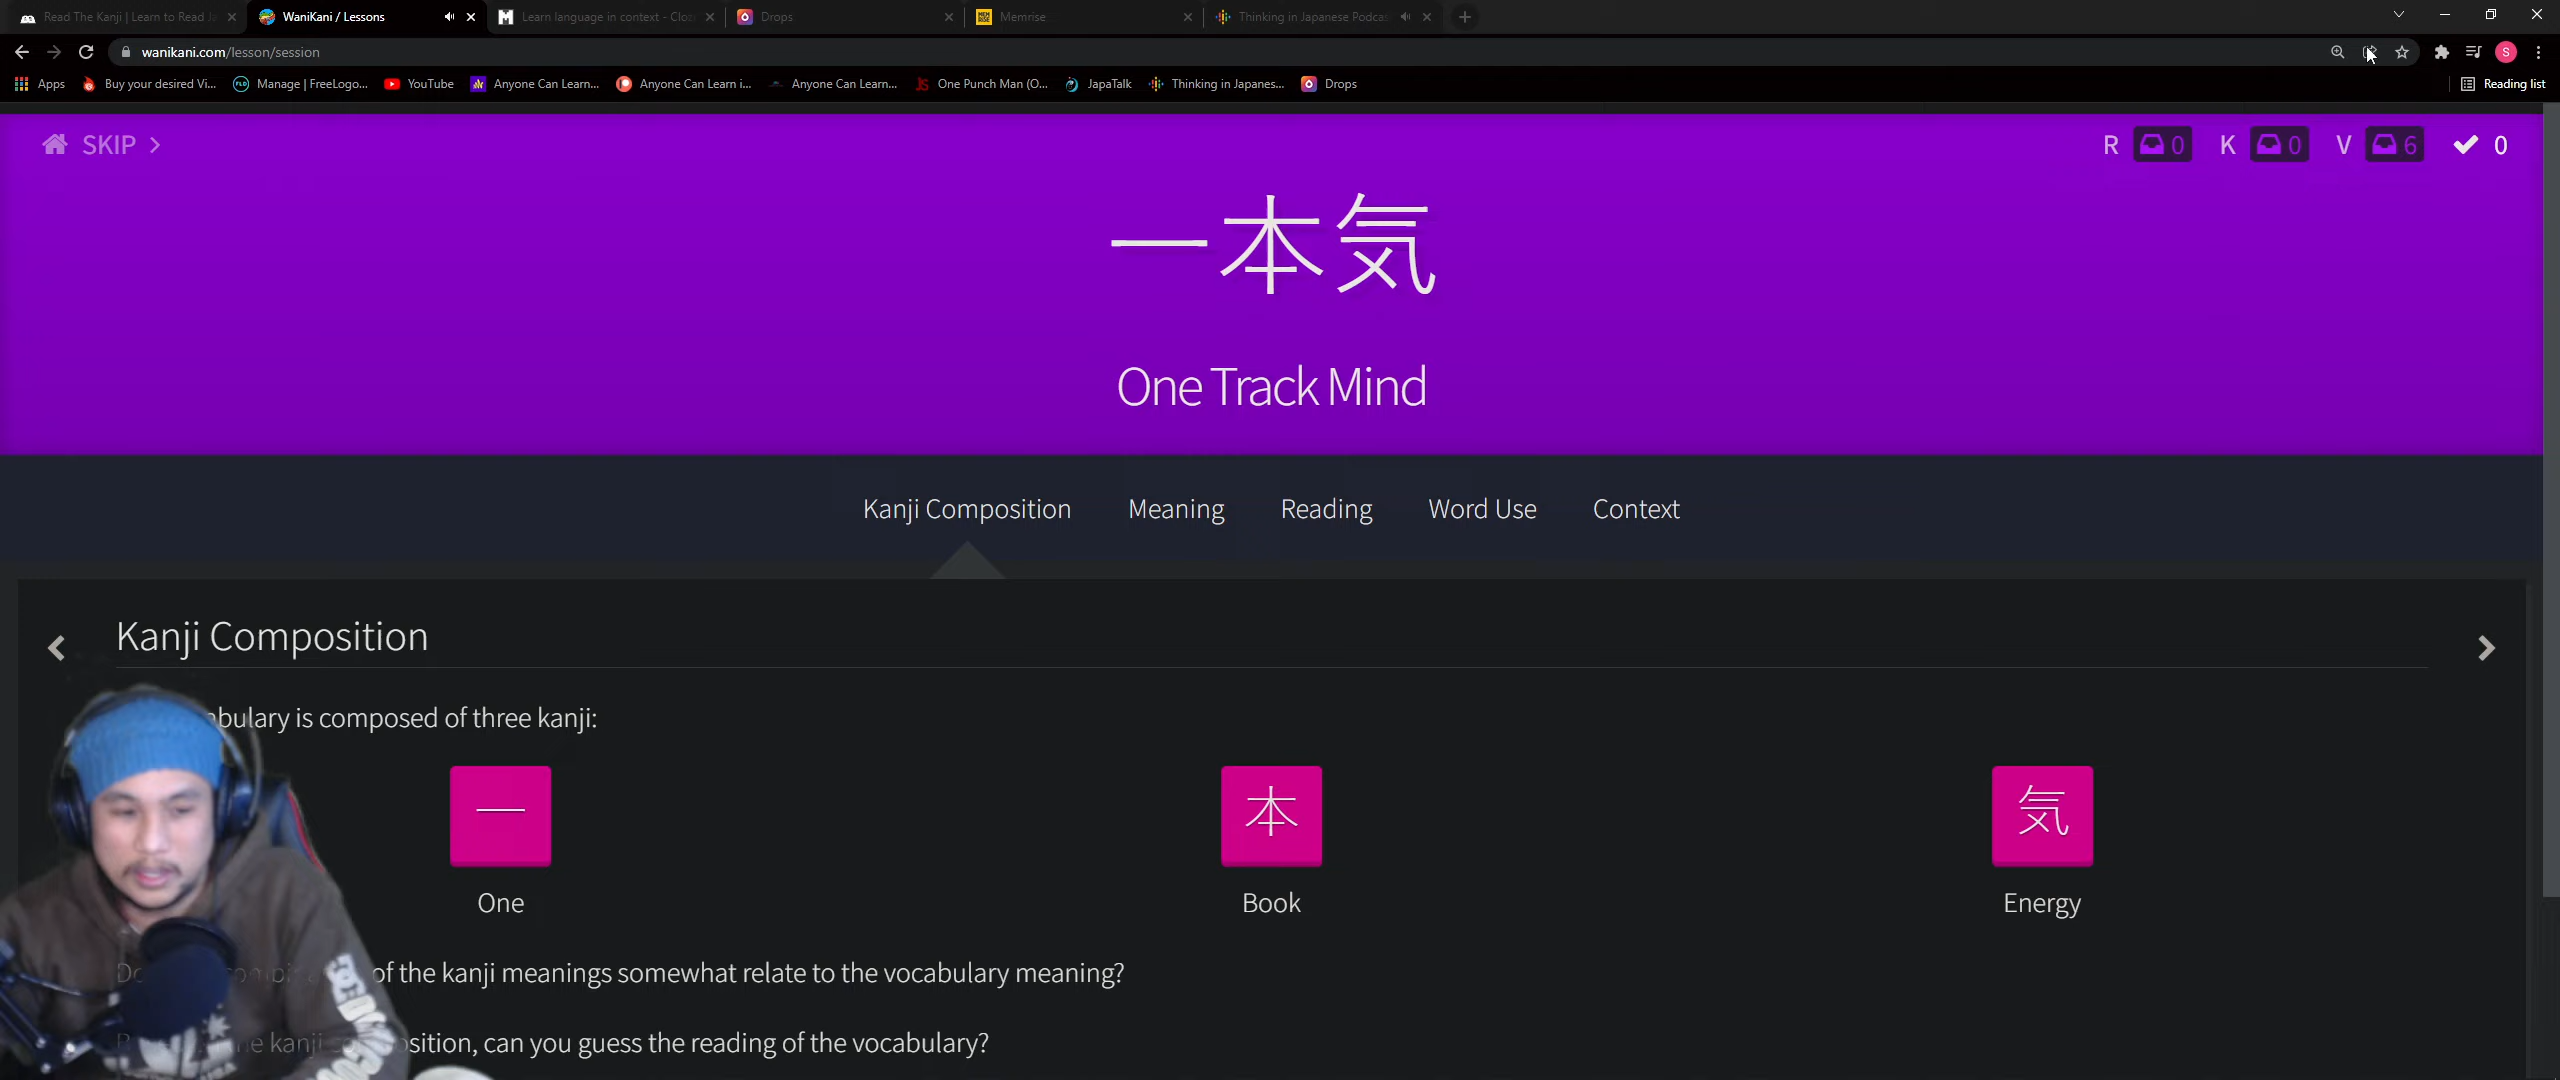 Read The Kanji | Learn to Read Ja
WaniKani / Lessons
Learn language in context - Cloz
Drops
Memrise
Thinking in Japanese Podcas
wanikani.com/lesson/session
S
Apps
Buy your desired Vi...
Manage | FreeLogo...
YouTube
Anyone Can Learn...
Anyone Can Learn i...
Anyone Can Learn...
One Punch Man (O...
JapaTalk
Thinking in Japanes...
Drops
Reading list
SKIP
R 0 K 0 V 6 0
一本気
One Track Mind
Kanji Composition Meaning Reading Word Use Context
Kanji Composition
is composed of three kanji:
一 本 気
One Book Energy
of the kanji meanings somewhat relate to the vocabulary meaning?
kanji can you guess the reading of the vocabulary?